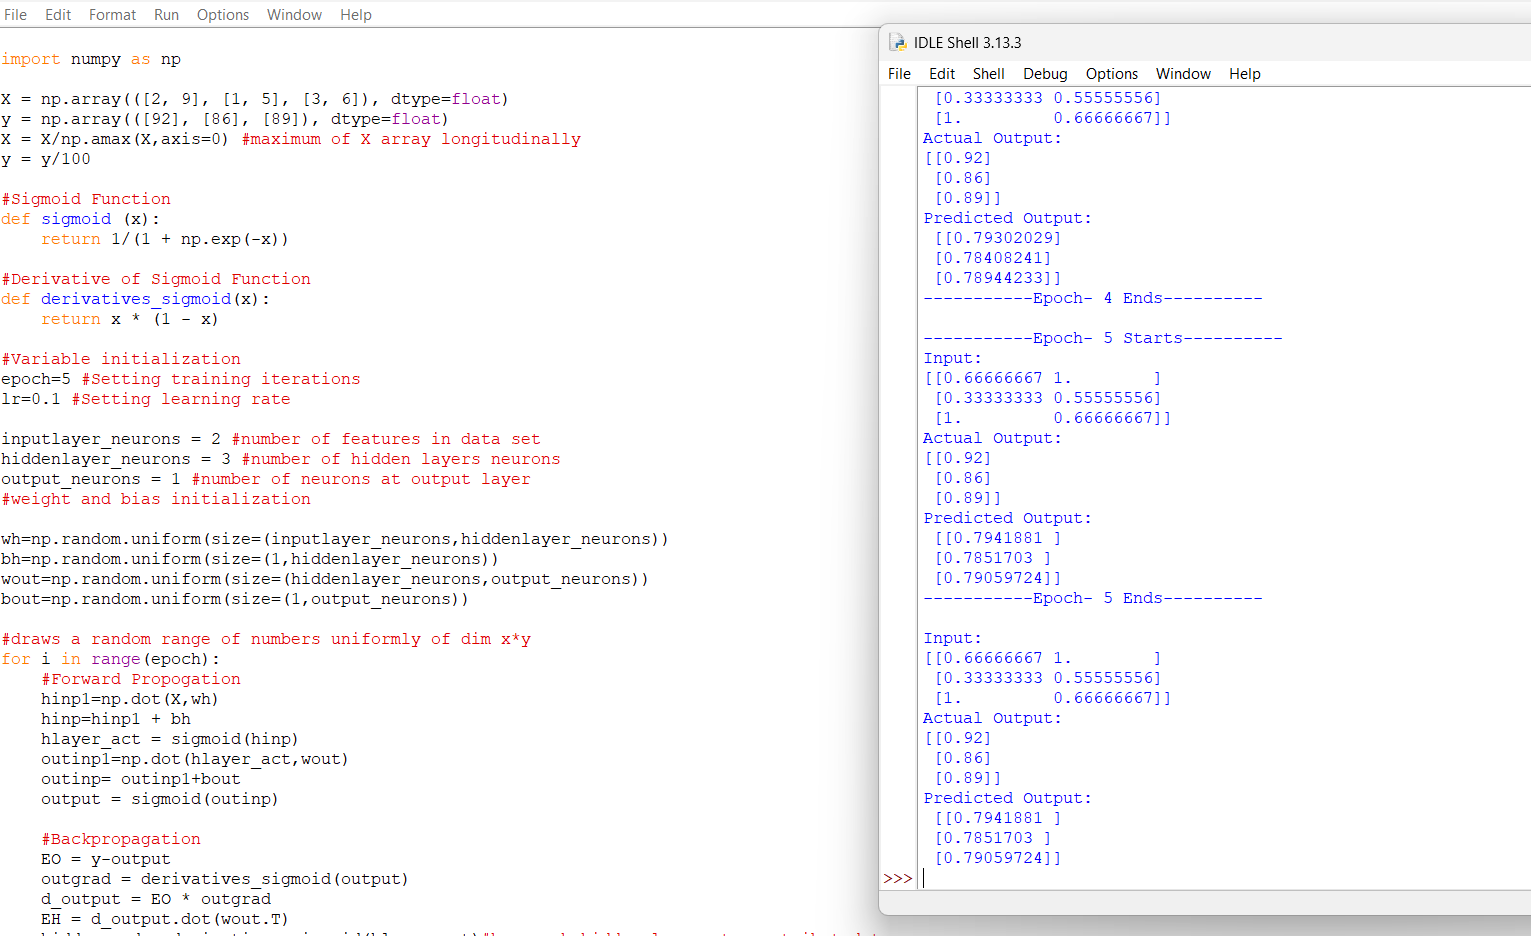 File Edit Format Run Options Window Help
import numpy as np
X = np.array(([2, 9], [1, 5], [3, 6]), dtype=float)
y = np.array(([92], [86], [89]), dtype=float)
X = X/np.amax(X,axis=0) #maximum of X array longitudinally
y = y/100
#Sigmoid Function
def sigmoid (x):
    return 1/(1 + np.exp(-x))
#Derivative of Sigmoid Function
def derivatives_sigmoid(x):
    return x * (1 - x)
#Variable initialization
epoch=5 #Setting training iterations
lr=0.1 #Setting learning rate
inputlayer_neurons = 2 #number of features in data set
hiddenlayer_neurons = 3 #number of hidden layers neurons
output_neurons = 1 #number of neurons at output layer
#weight and bias initialization
wh=np.random.uniform(size=(inputlayer_neurons,hiddenlayer_neurons))
bh=np.random.uniform(size=(1,hiddenlayer_neurons))
wout=np.random.uniform(size=(hiddenlayer_neurons,output_neurons))
bout=np.random.uniform(size=(1,output_neurons))
#draws a random range of numbers uniformly of dim x*y
for i in range(epoch):
    #Forward Propogation
    hinp1=np.dot(X,wh)
    hinp=hinp1 + bh
    hlayer_act = sigmoid(hinp)
    outinp1=np.dot(hlayer_act,wout)
    outinp= outinp1+bout
    output = sigmoid(outinp)
    #Backpropagation
    EO = y-output
    outgrad = derivatives_sigmoid(output)
    d_output = EO * outgrad
    EH = d_output.dot(wout.T)
IDLE Shell 3.13.3
File Edit Shell Debug Options Window Help
 [0.33333333 0.55555556]
 [1.         0.66666667]]
Actual Output:
[[0.92]
 [0.86]
 [0.89]]
Predicted Output:
 [[0.79302029]
 [0.78408241]
 [0.78944233]]
-----------Epoch- 4 Ends----------
-----------Epoch- 5 Starts----------
Input:
[[0.66666667 1.        ]
 [0.33333333 0.55555556]
 [1.         0.66666667]]
Actual Output:
[[0.92]
 [0.86]
 [0.89]]
Predicted Output:
 [[0.7941881 ]
 [0.7851703 ]
 [0.79059724]]
-----------Epoch- 5 Ends----------
Input:
[[0.66666667 1.        ]
 [0.33333333 0.55555556]
 [1.         0.66666667]]
Actual Output:
[[0.92]
 [0.86]
 [0.89]]
Predicted Output:
 [[0.7941881 ]
 [0.7851703 ]
 [0.79059724]]
>>>